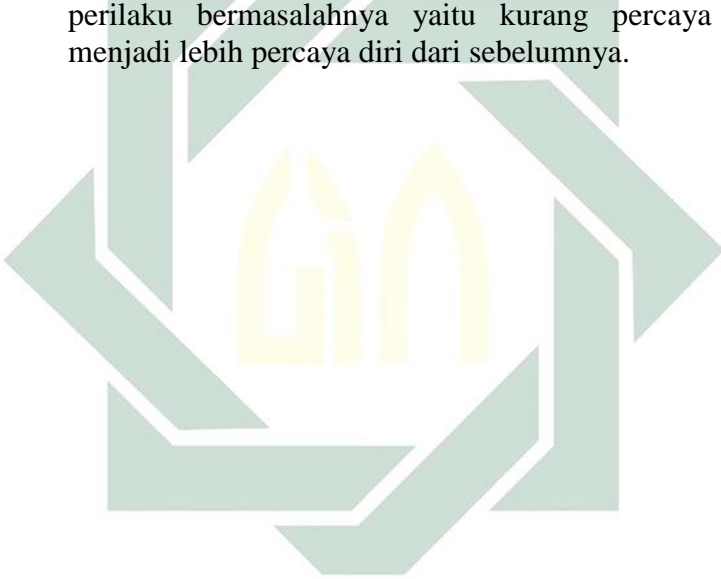 perilaku bermasalahnya yaitu kurang percaya
menjadi lebih percaya diri dari sebelumnya.